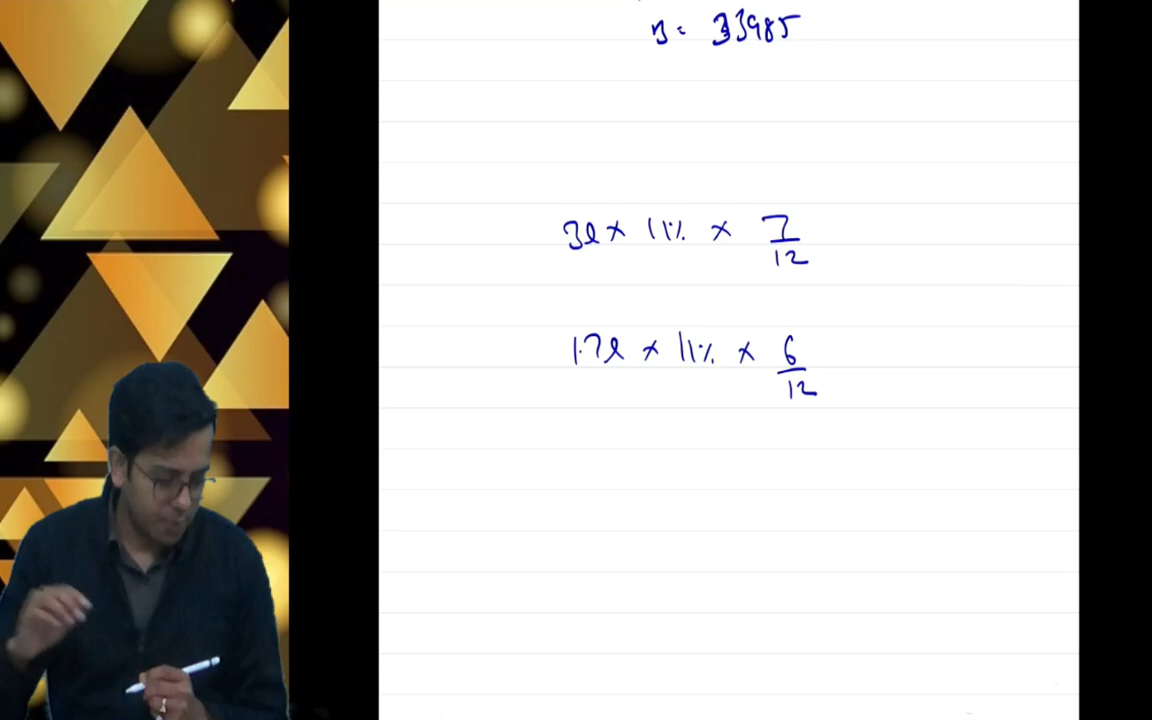 n = 33985
3l × 11% × 7/12
1.7l × 11% × 6/12